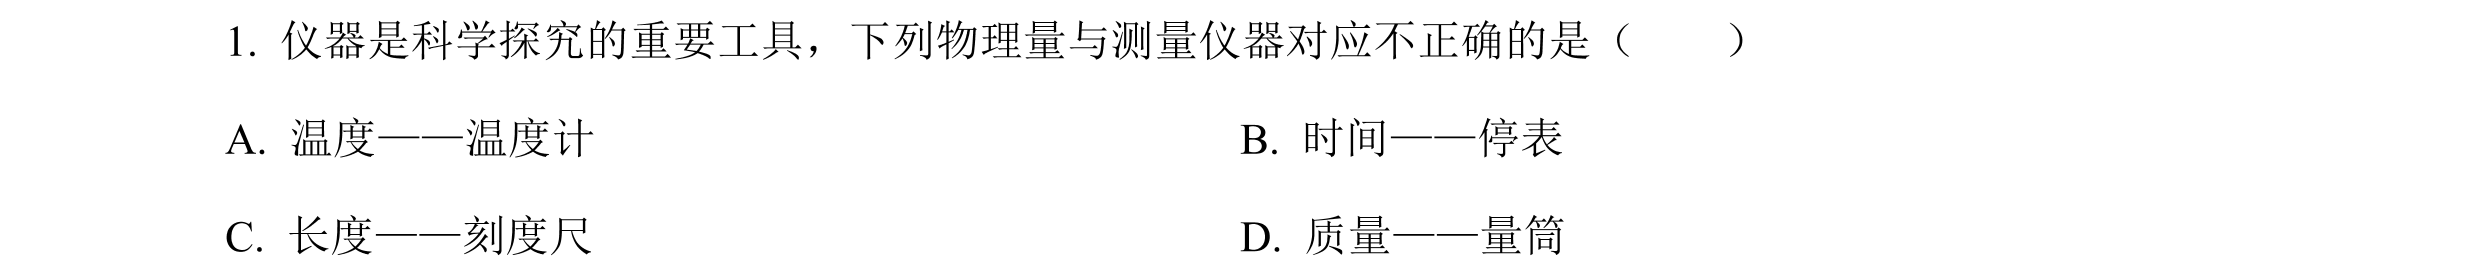 1. 仪器是科学探究的重要工具，下列物理量与测量仪器对应不正确的是（　　）
A. 温度——温度计 B. 时间——停表
C. 长度——刻度尺 D. 质量——量筒